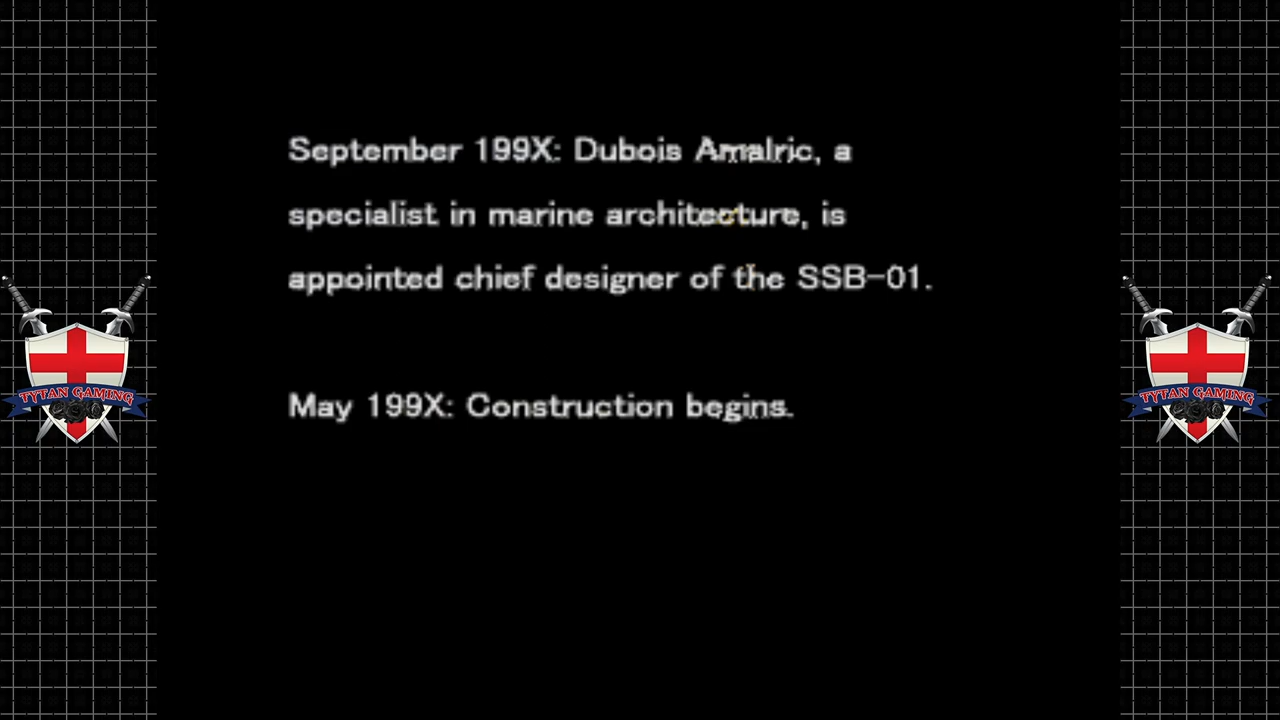 September 199X: Dubois Amalric, a
specialist in marine architecture, is
appointed chief designer of the SSB-01.
May 199X: Construction begins.
TYTAN GAMING
TYTAN GAMING